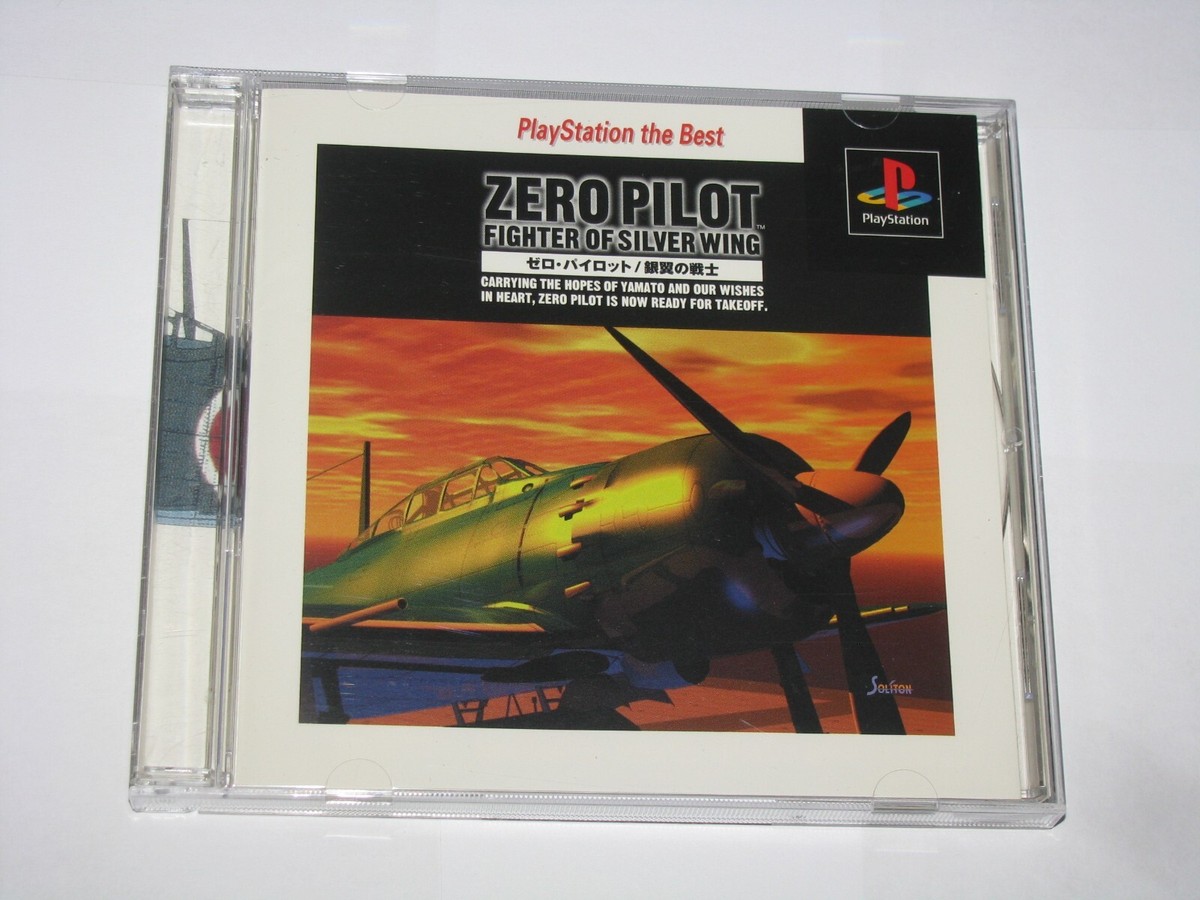 PlayStation the Best
PlayStation
ZERO PILOT™
FIGHTER OF SILVER WING
ゼロ・パイロット/銀翼の戦士
CARRYING THE HOPES OF YAMATO AND OUR WISHES
IN HEART, ZERO PILOT IS NOW READY FOR TAKEOFF.
SOLITON